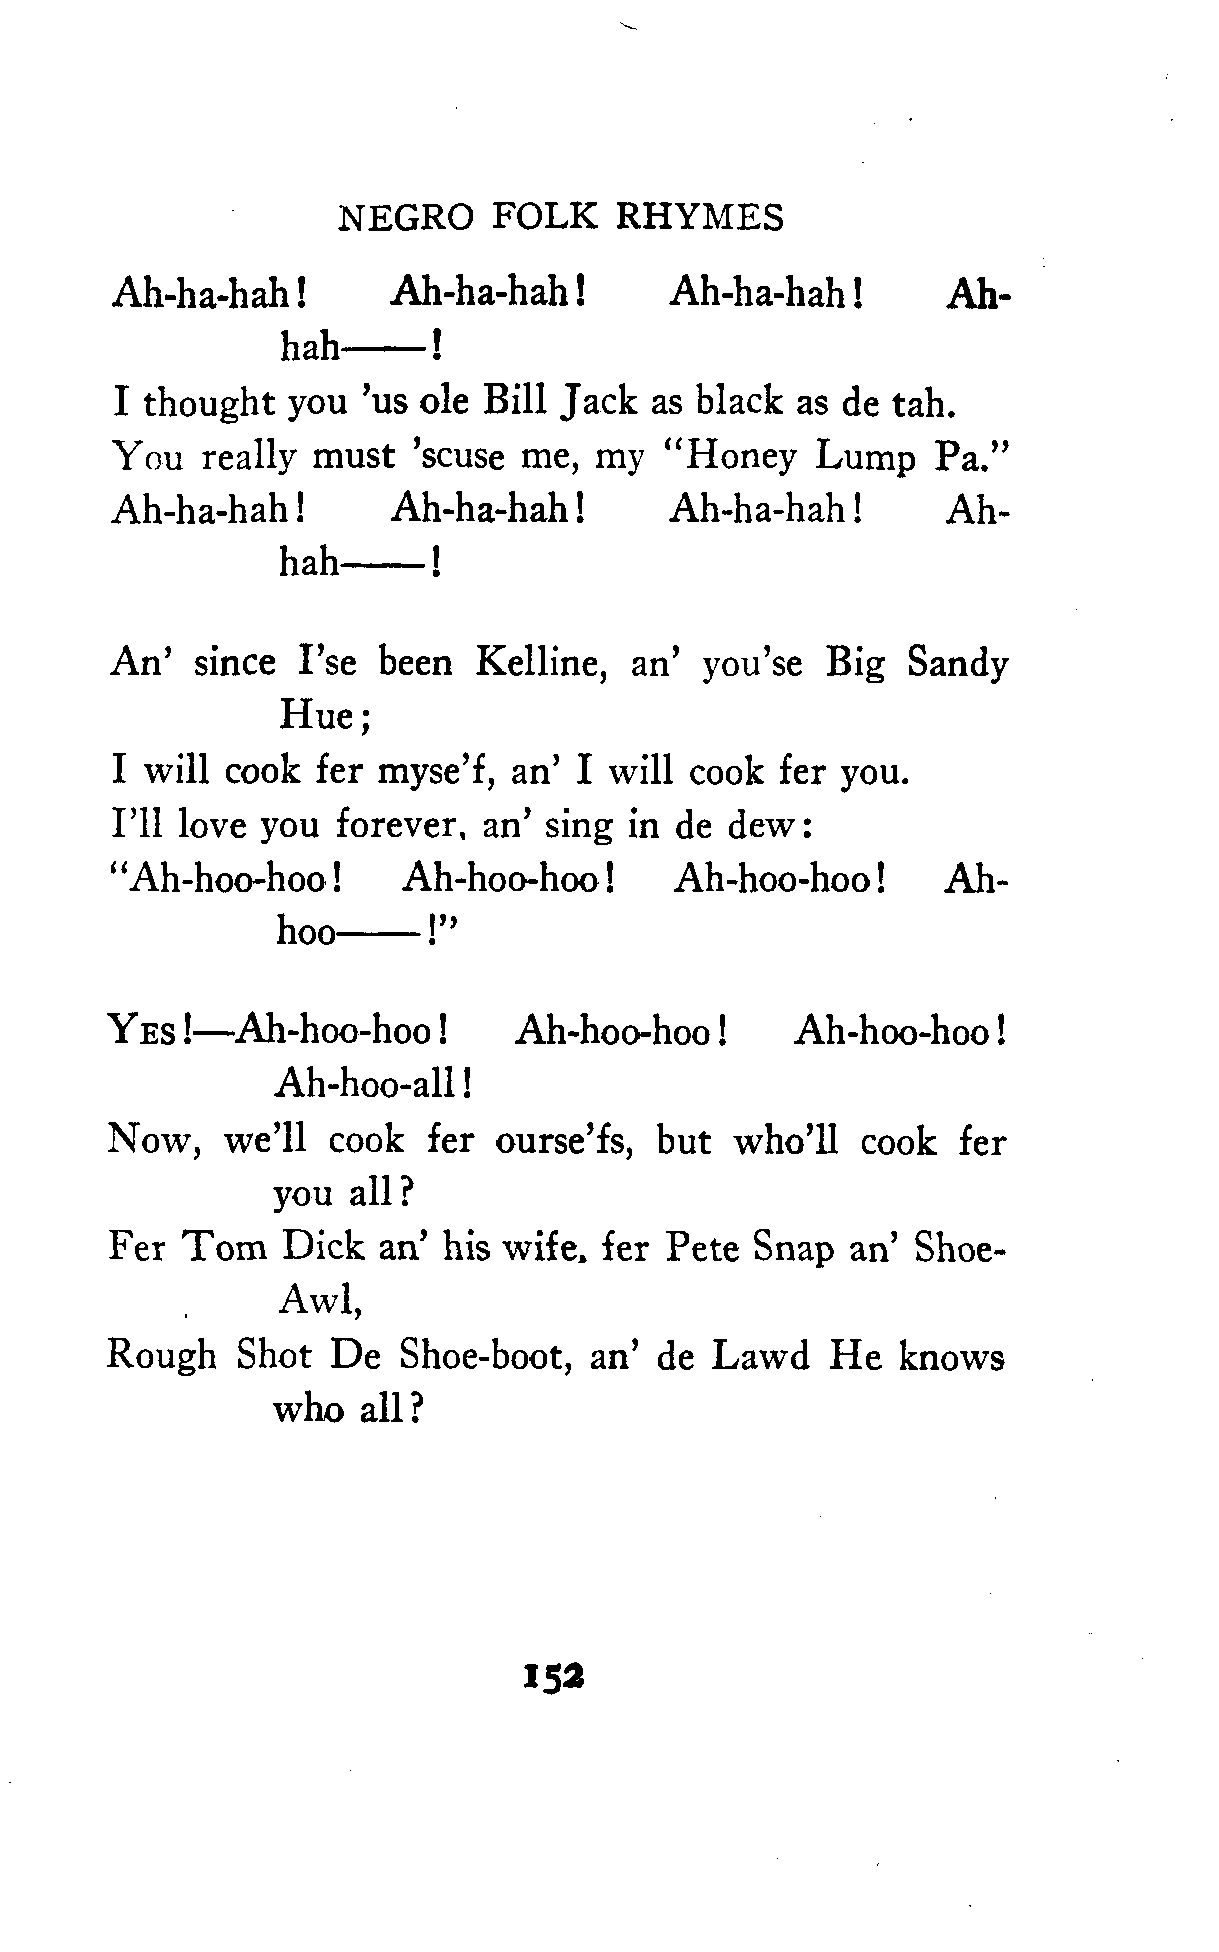 NEGRO FOLK RHYMES
Ah-ha-hah! Ah-ha-hah! Ah-ha-hah! Ah-
hah——!
I thought you 'us ole Bill Jack as black as de tah.
You really must 'scuse me, my "Honey Lump Pa."
Ah-ha-hah! Ah-ha-hah! Ah-ha-hah! Ah-
hah——!
An' since I'se been Kelline, an' you'se Big Sandy
Hue;
I will cook fer myse'f, an' I will cook fer you.
I'll love you forever, an' sing in de dew:
"Ah-hoo-hoo! Ah-hoo-hoo! Ah-hoo-hoo! Ah-
hoo——!"
YES!—Ah-hoo-hoo! Ah-hoo-hoo! Ah-hoo-hoo!
Ah-hoo-all!
Now, we'll cook fer ourse'fs, but who'll cook fer
you all?
Fer Tom Dick an' his wife, fer Pete Snap an' Shoe-
Awl,
Rough Shot De Shoe-boot, an' de Lawd He knows
who all?
152